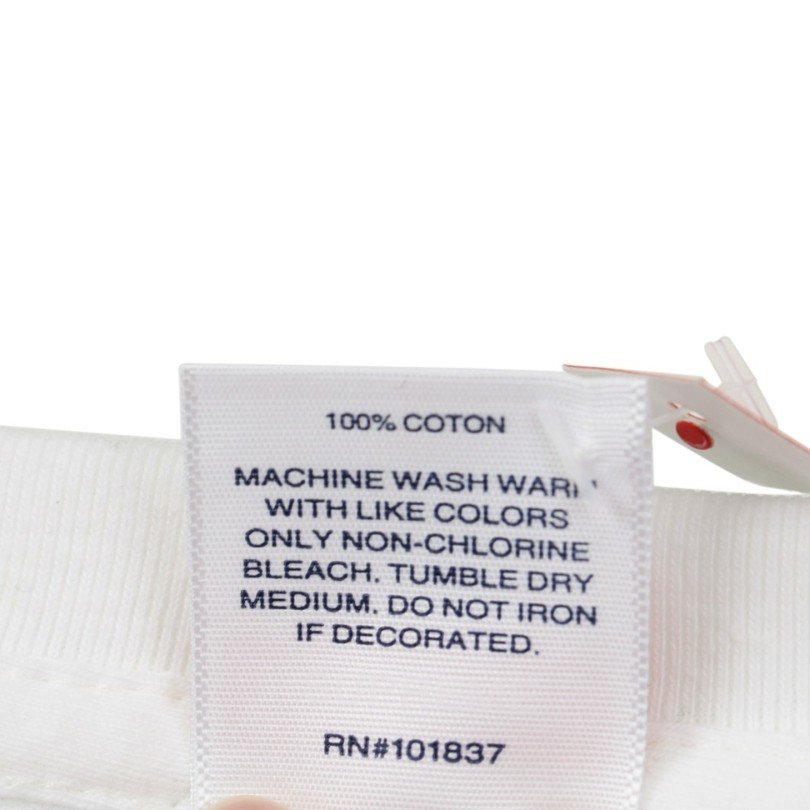 100% COTON
MACHINE WASH WARM
WITH LIKE COLORS
ONLY NON-CHLORINE
BLEACH. TUMBLE DRY
MEDIUM. DO NOT IRON
IF DECORATED.
RN#101837